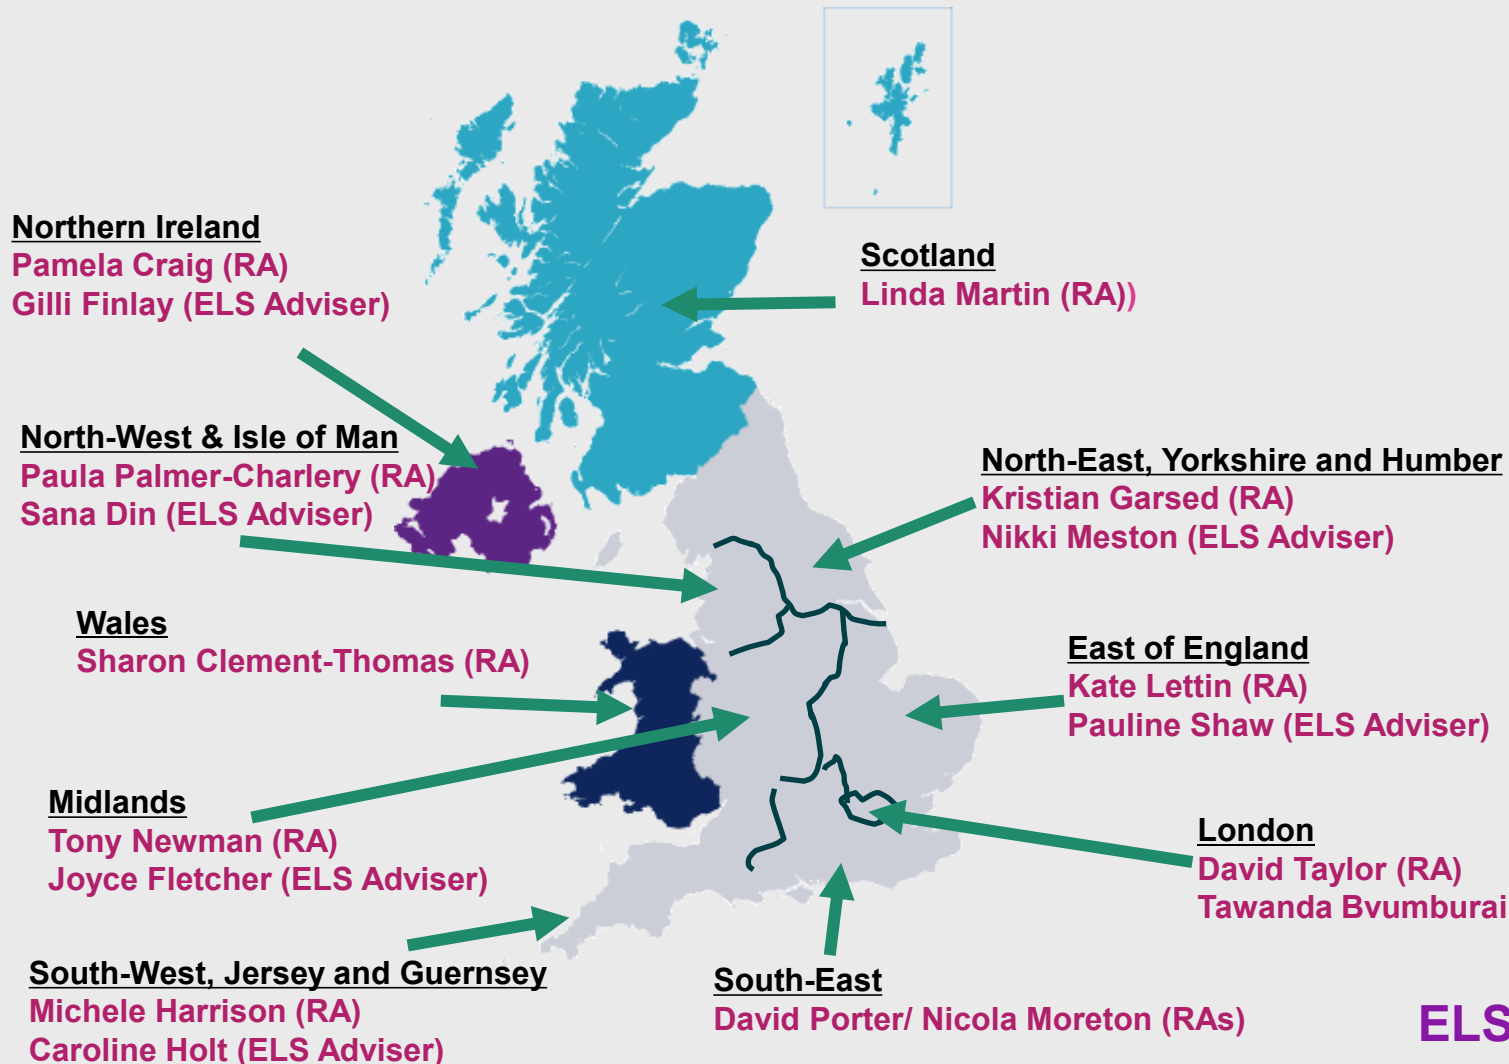 Northern Ireland
Pamela Craig (RA)
Gilli Finlay (ELS Adviser)
Scotland
Linda Martin (RA))
North-West & Isle of Man
Paula Palmer-Charlery (RA)
Sana Din (ELS Adviser)
North-East, Yorkshire and Humber
Kristian Garsed (RA)
Nikki Meston (ELS Adviser)
Wales
Sharon Clement-Thomas (RA)
East of England
Kate Lettin (RA)
Pauline Shaw (ELS Adviser)
Midlands
Tony Newman (RA)
Joyce Fletcher (ELS Adviser)
London
David Taylor (RA)
Tawanda Bvumburai
South-West, Jersey and Guernsey
Michele Harrison (RA)
Caroline Holt (ELS Adviser)
South-East
David Porter/ Nicola Moreton (RAs)
ELS